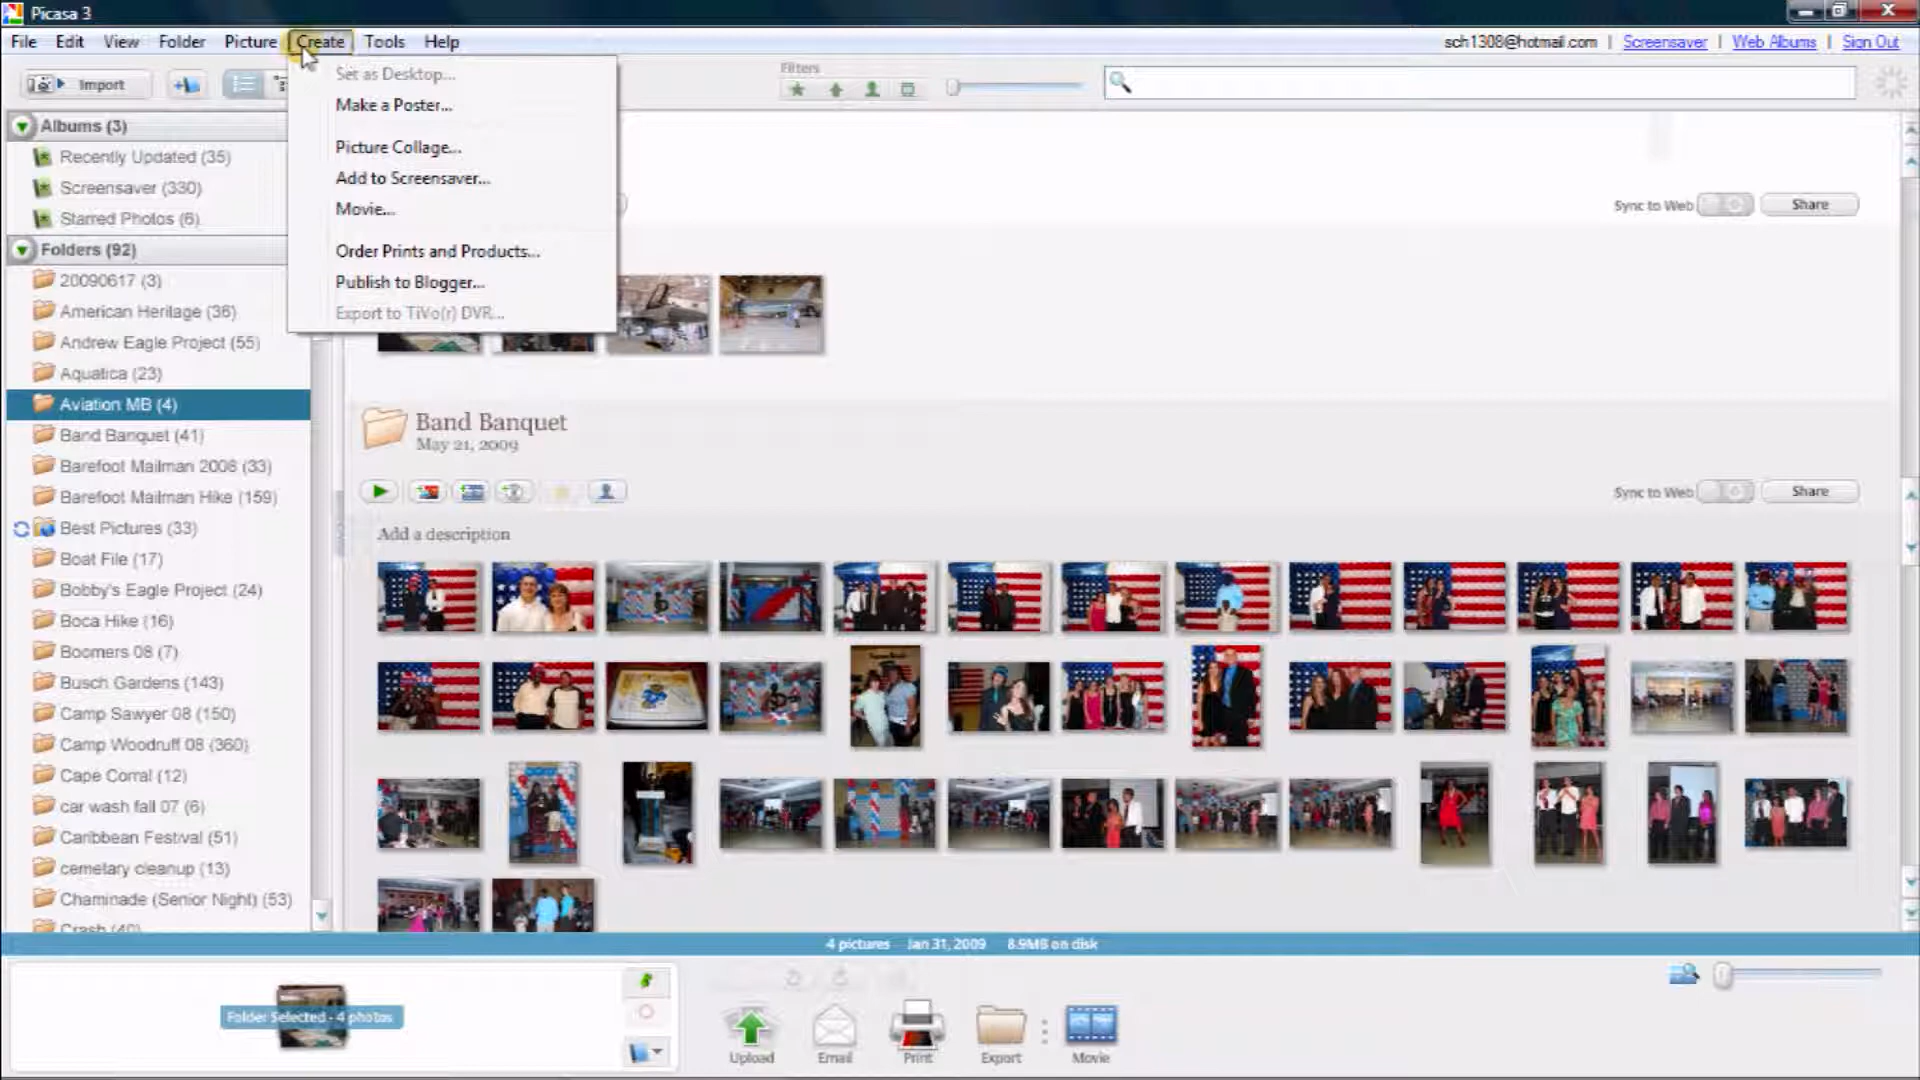 Picasa 3
File Edit View Folder Picture Create Tools Help
sch1308@hotmail.com | Screensaver | Web Albums | Sign Out
Import
Filters
Set as Desktop...
Make a Poster...
Picture Collage...
Add to Screensaver...
Movie...
Order Prints and Products...
Publish to Blogger...
Export to TiVo(r) DVR...
Albums (3)
Recently Updated (35)
Screensaver (330)
Starred Photos (6)
Folders (92)
20090617 (3)
American Heritage (36)
Andrew Eagle Project (55)
Aquatica (23)
Aviation MB (4)
Band Banquet (41)
Barefoot Mailman 2008 (33)
Barefoot Mailman Hike (159)
Best Pictures (33)
Boat File (17)
Bobby's Eagle Project (24)
Boca Hike (16)
Boomers 08 (7)
Busch Gardens (143)
Camp Sawyer 08 (150)
Camp Woodruff 08 (360)
Cape Corral (12)
car wash fall 07 (6)
Caribbean Festival (51)
cemetary cleanup (13)
Chaminade (Senior Night) (53)
Crash (40)
Sync to Web Share
Band Banquet
May 21, 2009
Sync to Web Share
Add a description
4 pictures Jan 31, 2009 8.9MB on disk
Folder Selected - 4 photos
Upload Email Print Export Movie